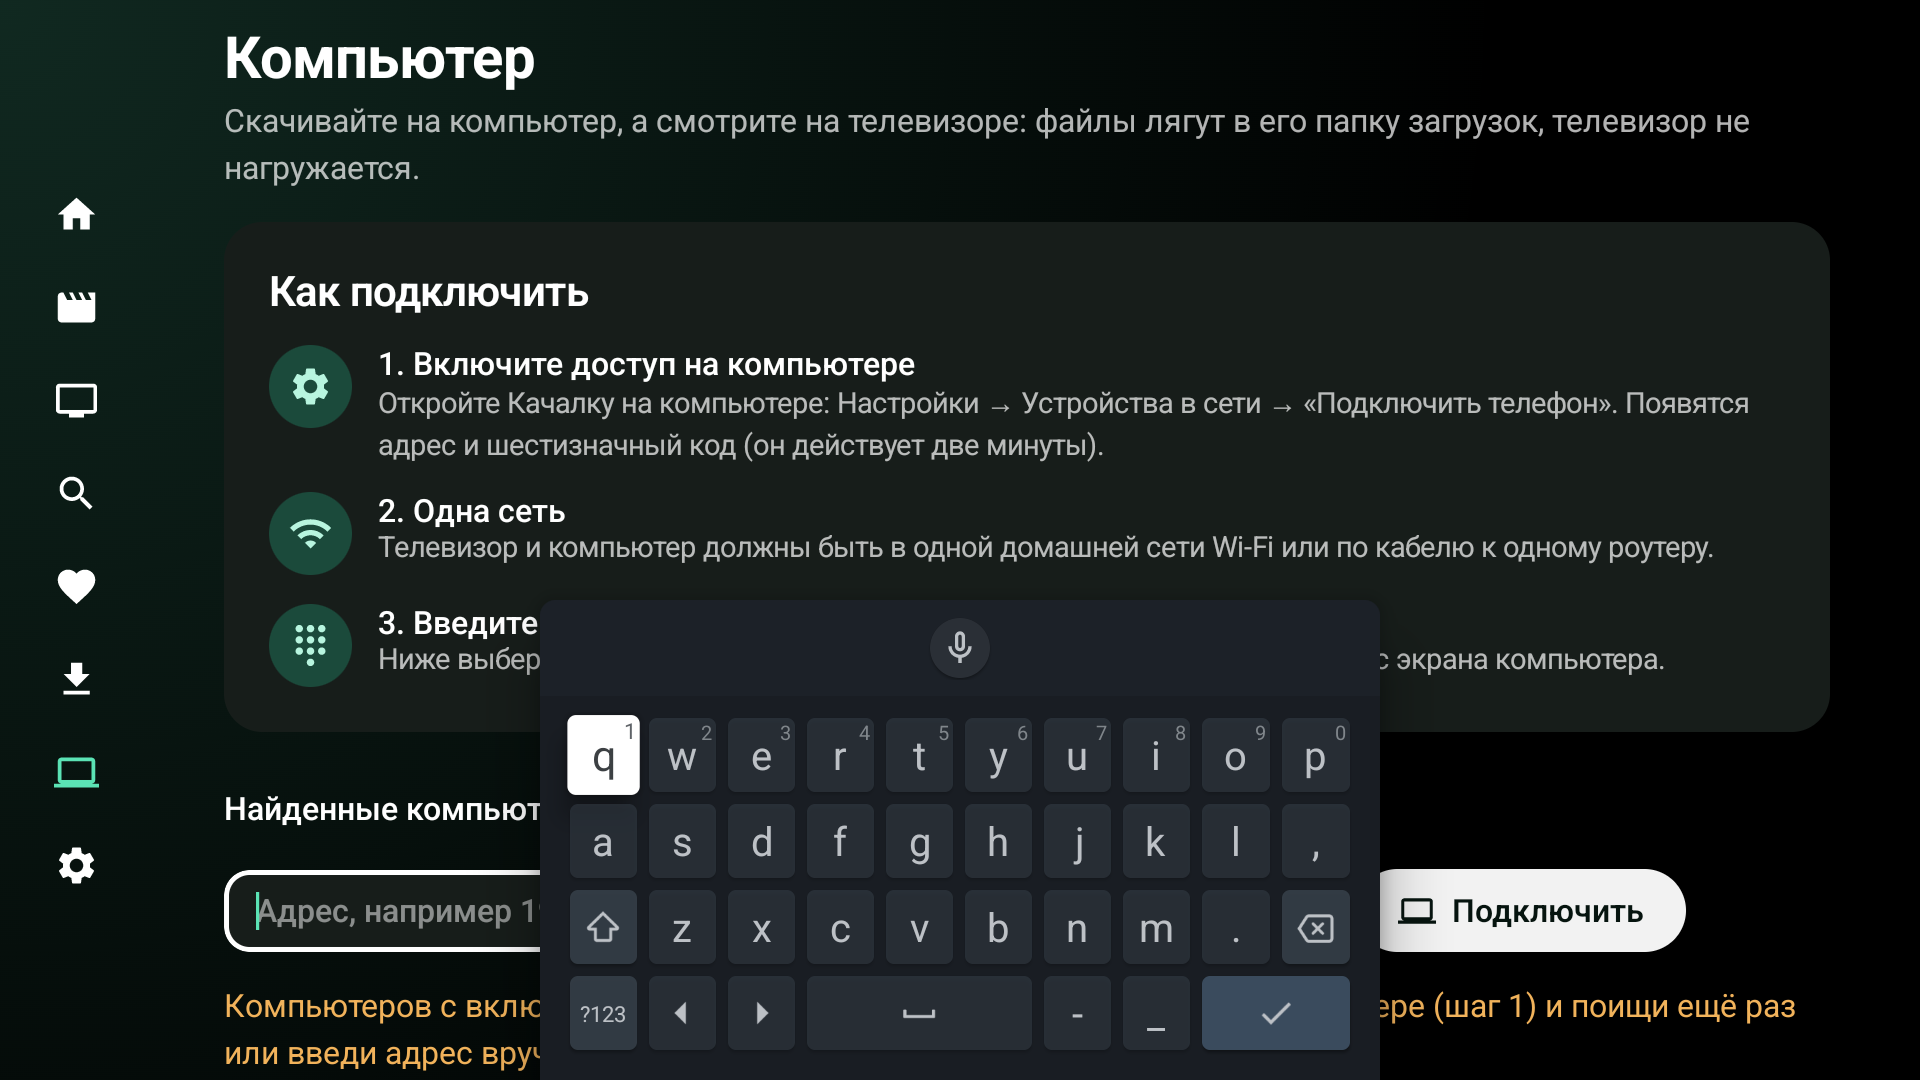 Компьютер
Скачивайте на компьютер, а смотрите на телевизоре: файлы лягут в его папку загрузок, телевизор не
нагружается.
Как подключить
1. Включите доступ на компьютере
Откройте Качалку на компьютере: Настройки → Устройства в сети → «Подключить телефон». Появятся
адрес и шестизначный код (он действует две минуты).
2. Одна сеть
Телевизор и компьютер должны быть в одной домашней сети Wi-Fi или по кабелю к одному роутеру.
3. Введите
Ниже выбер с экрана компьютера.
q 1 w 2 e 3 r 4 t 5 y 6 u 7 i 8 o 9 p 0
Найденные компьют
a s d f g h j k l ,
Адрес, например 1
Подключить
z x c v b n m .
Компьютеров с вклю ере (шаг 1) и поищи ещё раз
?123 - _
или введи адрес вруч